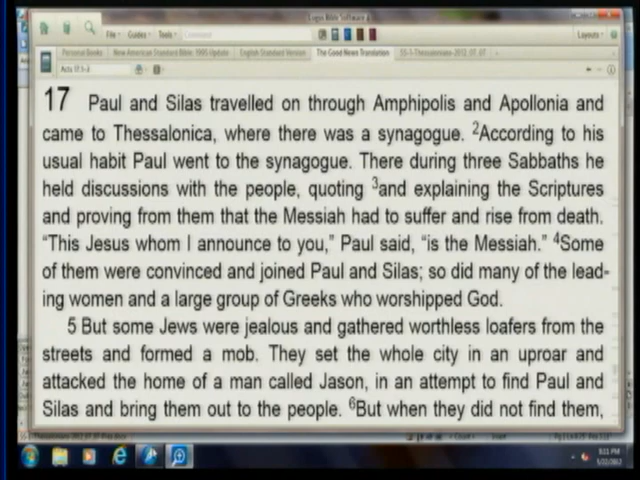 Logos Bible Software 4
File Guides Tools Command Layouts
Personal Books New American Standard Bible: 1995 Update English Standard Version The Good News Translation
Acts 17:1-3
17 Paul and Silas travelled on through Amphipolis and Apollonia and
came to Thessalonica, where there was a synagogue. 2According to his
usual habit Paul went to the synagogue. There during three Sabbaths he
held discussions with the people, quoting 3and explaining the Scriptures
and proving from them that the Messiah had to suffer and rise from death.
“This Jesus whom I announce to you,” Paul said, “is the Messiah.” 4Some
of them were convinced and joined Paul and Silas; so did many of the lead-
ing women and a large group of Greeks who worshipped God.
5 But some Jews were jealous and gathered worthless loafers from the
streets and formed a mob. They set the whole city in an uproar and
attacked the home of a man called Jason, in an attempt to find Paul and
Silas and bring them out to the people. 6But when they did not find them,